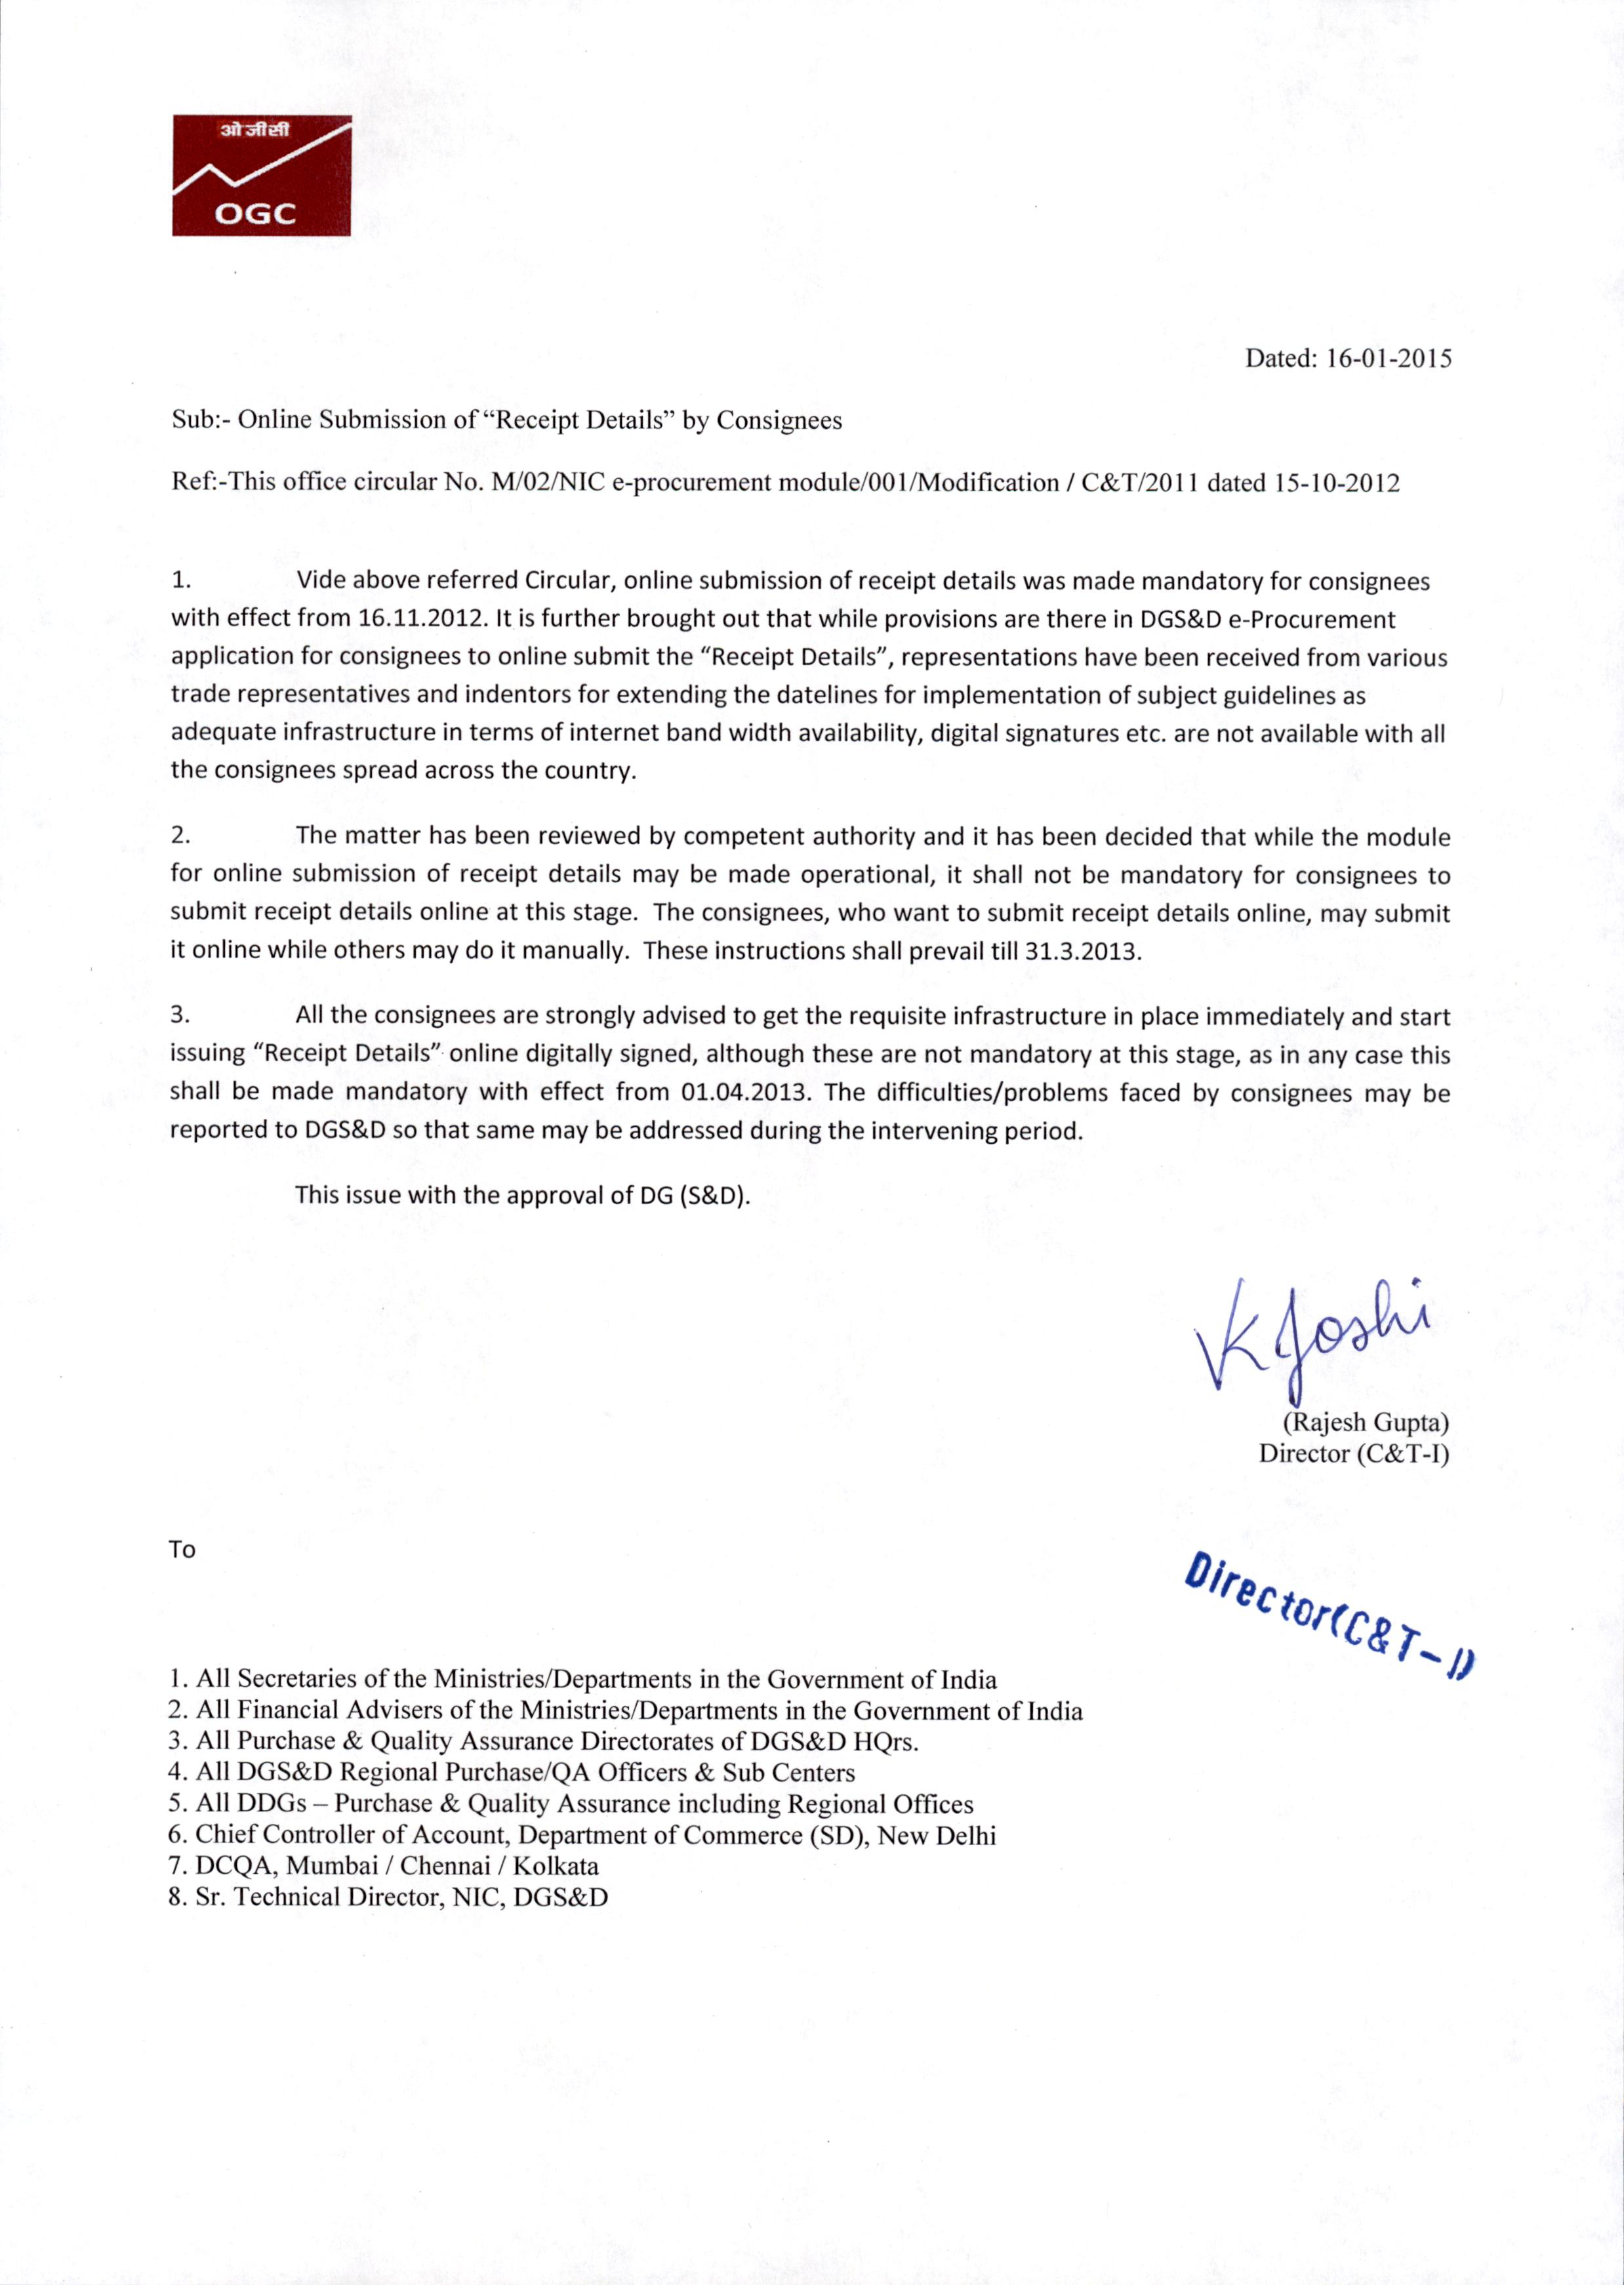 ओ जीसी
OGC
Dated: 16-01-2015
Sub:- Online Submission of “Receipt Details” by Consignees
Ref:-This office circular No. M/02/NIC e-procurement module/001/Modification / C&T/2011 dated 15-10-2012
1. Vide above referred Circular, online submission of receipt details was made mandatory for consignees
with effect from 16.11.2012. It is further brought out that while provisions are there in DGS&D e-Procurement
application for consignees to online submit the “Receipt Details”, representations have been received from various
trade representatives and indentors for extending the datelines for implementation of subject guidelines as
adequate infrastructure in terms of internet band width availability, digital signatures etc. are not available with all
the consignees spread across the country.
2. The matter has been reviewed by competent authority and it has been decided that while the module
for online submission of receipt details may be made operational, it shall not be mandatory for consignees to
submit receipt details online at this stage. The consignees, who want to submit receipt details online, may submit
it online while others may do it manually. These instructions shall prevail till 31.3.2013.
3. All the consignees are strongly advised to get the requisite infrastructure in place immediately and start
issuing “Receipt Details” online digitally signed, although these are not mandatory at this stage, as in any case this
shall be made mandatory with effect from 01.04.2013. The difficulties/problems faced by consignees may be
reported to DGS&D so that same may be addressed during the intervening period.
This issue with the approval of DG (S&D).
VKJoshi
(Rajesh Gupta)
Director (C&T-I)
To
Director(C&T-I)
1. All Secretaries of the Ministries/Departments in the Government of India
2. All Financial Advisers of the Ministries/Departments in the Government of India
3. All Purchase & Quality Assurance Directorates of DGS&D HQrs.
4. All DGS&D Regional Purchase/QA Officers & Sub Centers
5. All DDGs – Purchase & Quality Assurance including Regional Offices
6. Chief Controller of Account, Department of Commerce (SD), New Delhi
7. DCQA, Mumbai / Chennai / Kolkata
8. Sr. Technical Director, NIC, DGS&D